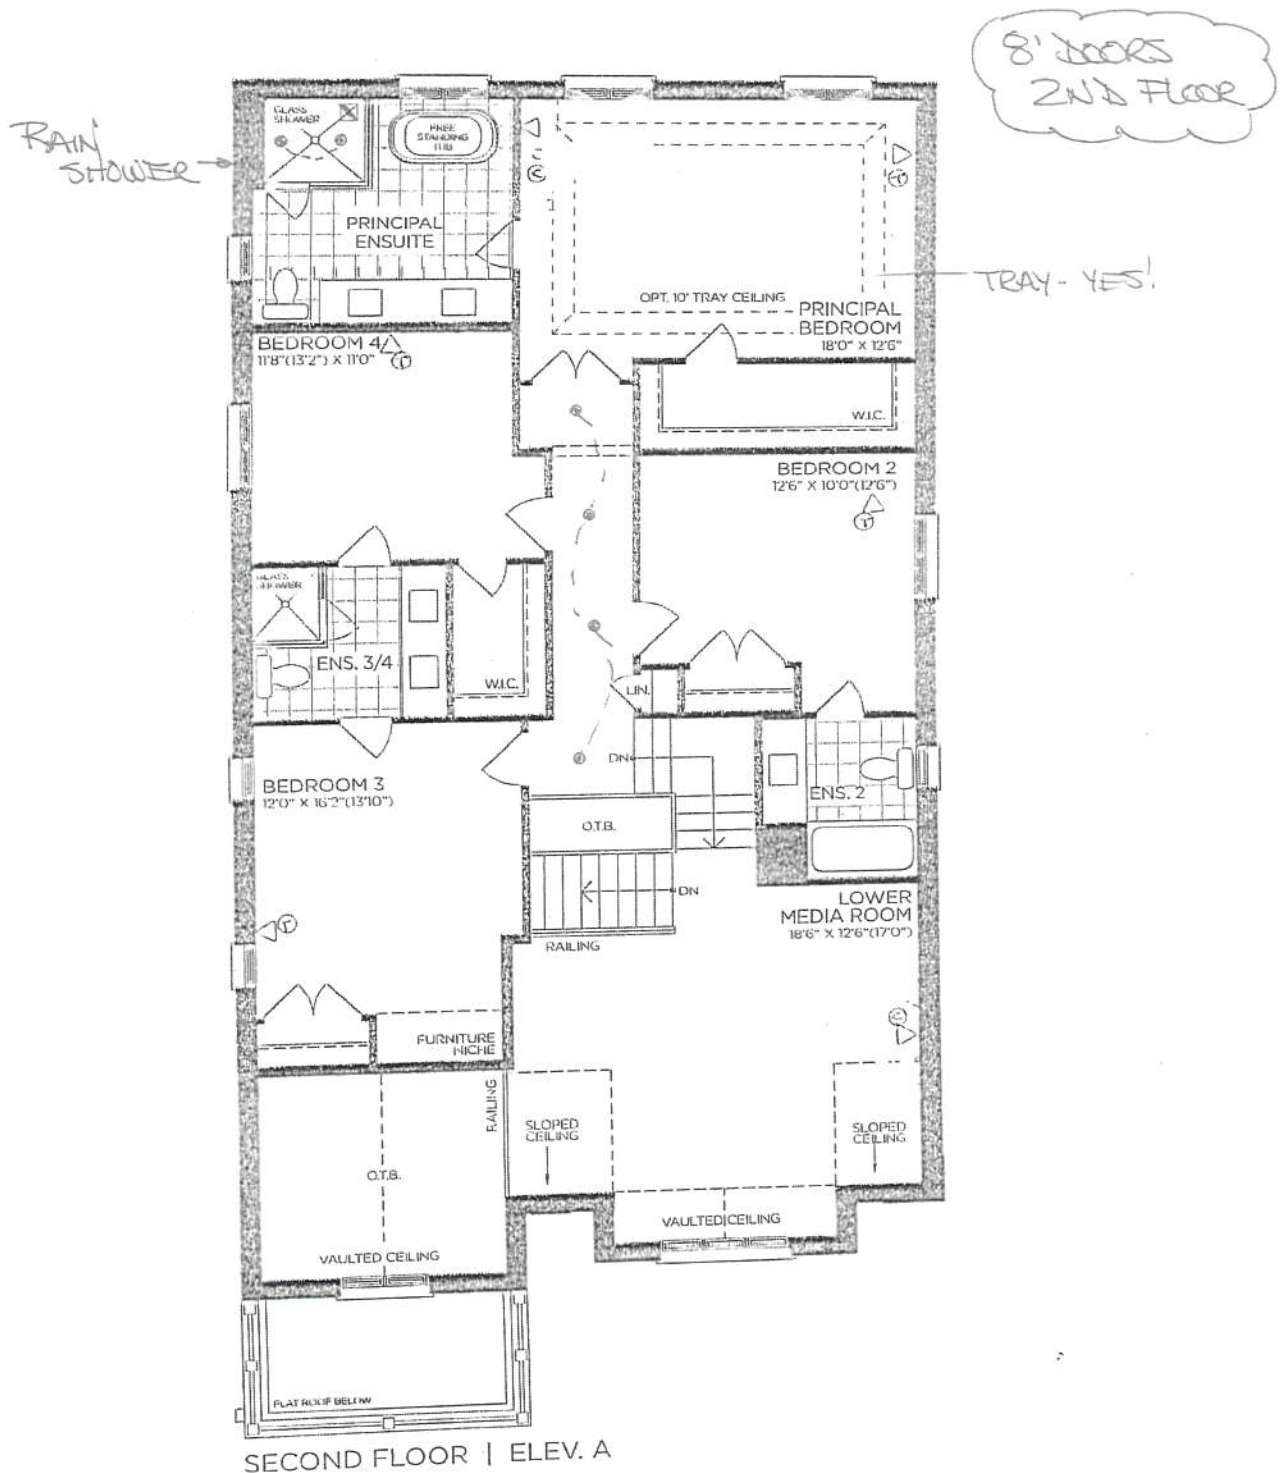 8' DOORS
2ND FLOOR
RAIN
SHOWER
GLASS
SHOWER
FREE
STANDING
TUB
C
T
PRINCIPAL
ENSUITE
TRAY - YES!
OPT. 10' TRAY CEILING
PRINCIPAL
BEDROOM
18'0" X 12'6"
BEDROOM 4
11'8"(13'2") X 11'0"
T
W.I.C.
BEDROOM 2
12'6" X 10'0"(12'6")
T
GLASS
SHOWER
ENS. 3/4
W.I.C.
LIN.
DN
ENS. 2
BEDROOM 3
12'0" X 16'2"(13'10")
O.T.B.
DN
LOWER
MEDIA ROOM
18'6" X 12'6"(17'0")
T
RAILING
C
FURNITURE
NICHE
RAILING
SLOPED
CEILING
SLOPED
CEILING
O.T.B.
VAULTED CEILING
VAULTED CEILING
FLAT ROOF BELOW
SECOND FLOOR | ELEV. A